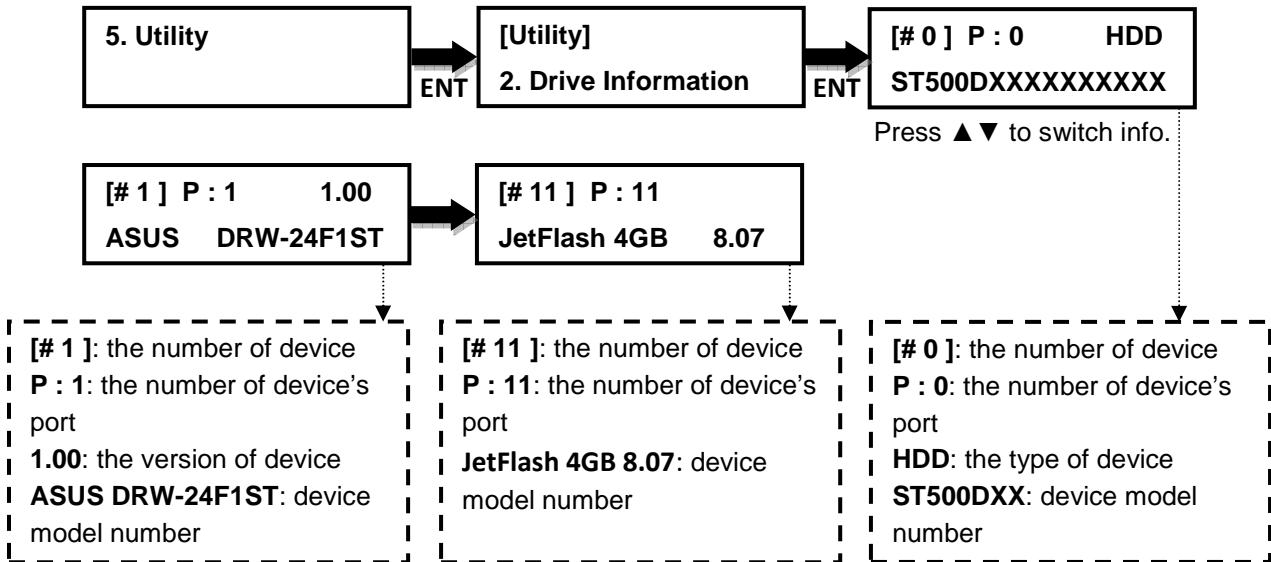 5. Utility
ENT
[Utility]
2. Drive Information
ENT
[# 0 ] P : 0 HDD
ST500DXXXXXXXXXX
Press ▲▼ to switch info.
[# 1 ] P : 1 1.00
ASUS DRW-24F1ST
[# 11 ] P : 11
JetFlash 4GB 8.07
[# 1 ]: the number of device
P : 1: the number of device's
port
1.00: the version of device
ASUS DRW-24F1ST: device
model number
[# 11 ]: the number of device
P : 11: the number of device's
port
JetFlash 4GB 8.07: device
model number
[# 0 ]: the number of device
P : 0: the number of device's
port
HDD: the type of device
ST500DXX: device model
number